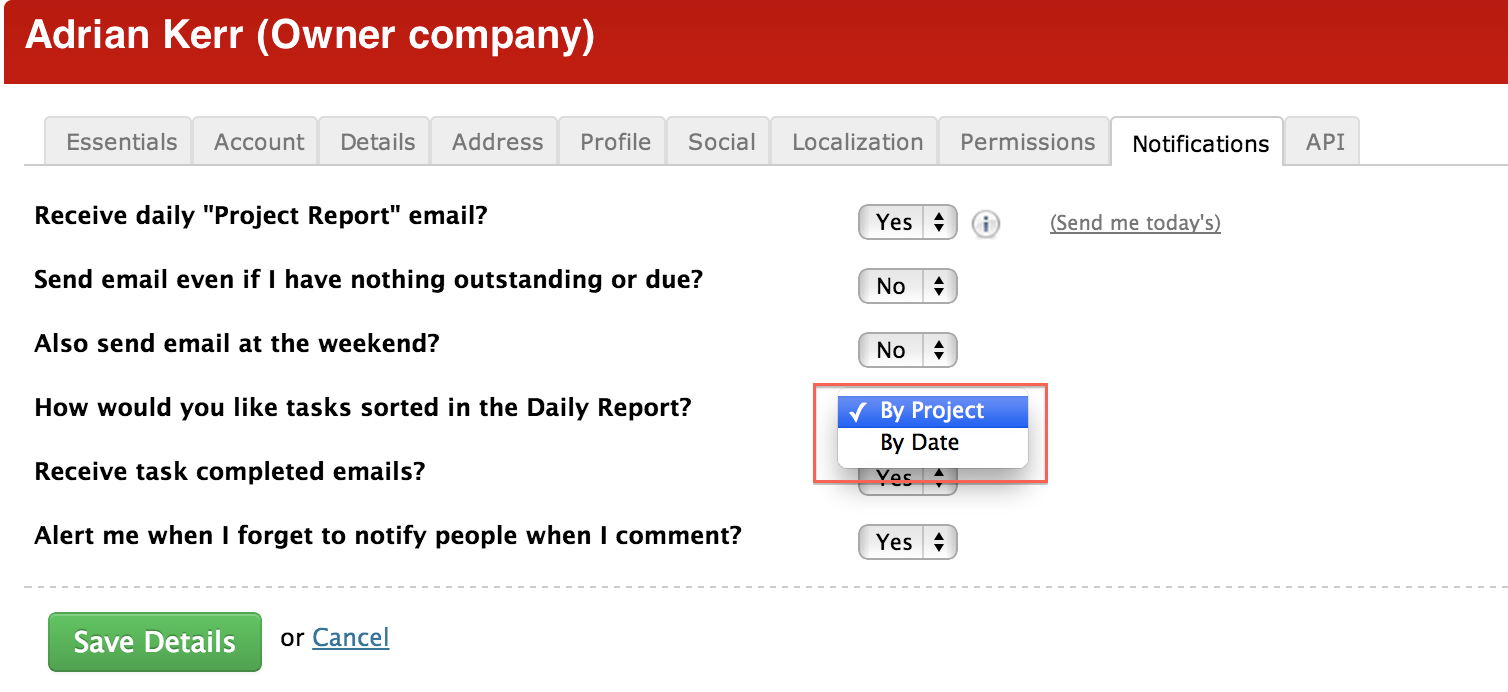 Adrian Kerr (Owner company)
Essentials Account Details Address Profile Social Localization Permissions Notifications API
Receive daily "Project Report" email? Yes (Send me today's)
Send email even if I have nothing outstanding or due? No
Also send email at the weekend? No
How would you like tasks sorted in the Daily Report? ✓ By Project
By Date
Receive task completed emails? Yes
Alert me when I forget to notify people when I comment? Yes
Save Details or Cancel